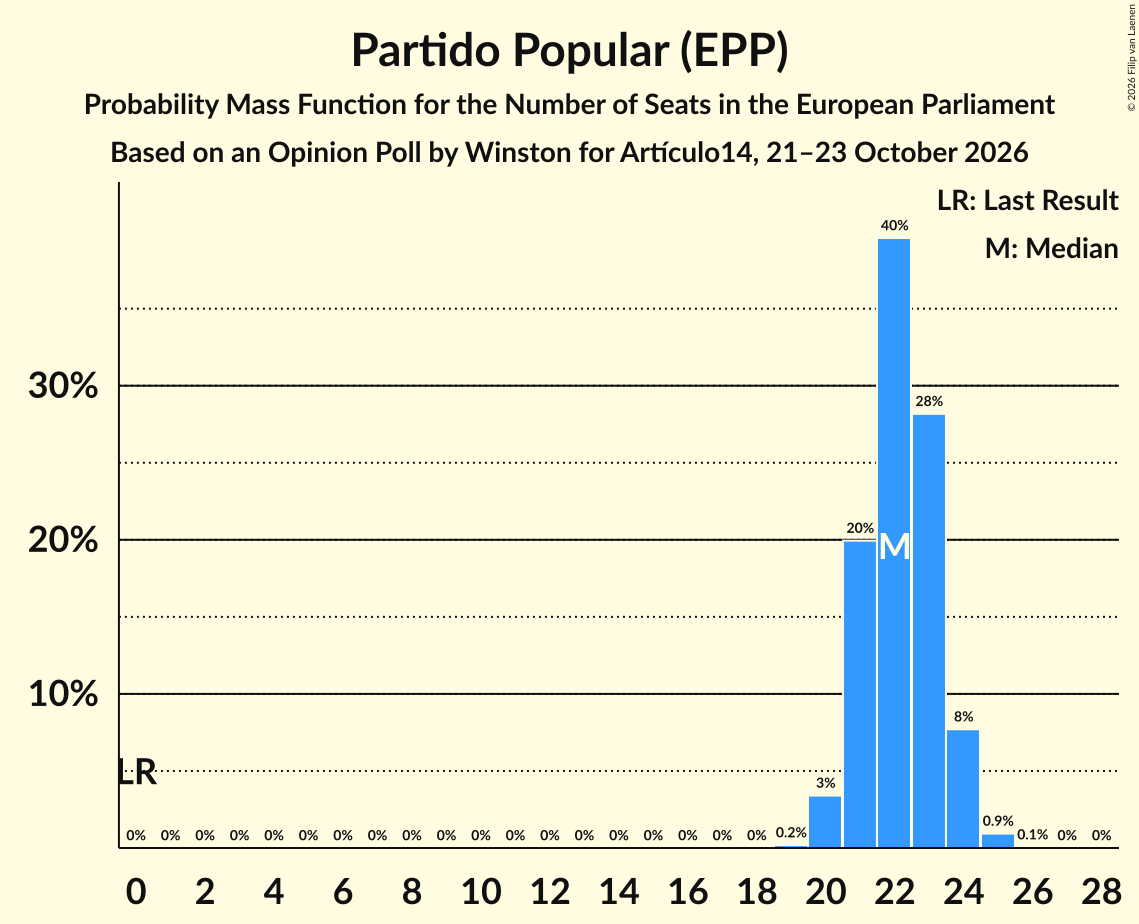 Partido Popular (EPP)
Probability Mass Function for the Number of Seats in the European Parliament
Based on an Opinion Poll by Winston for Artículo14, 21–23 October 2026
© 2026 Filip van Laenen
LR: Last Result
M: Median
30%
20%
10%
LR
M
0% 0% 0% 0% 0% 0% 0% 0% 0% 0% 0% 0% 0% 0% 0% 0% 0% 0% 0% 0.2% 3% 20% 40% 28% 8% 0.9% 0.1% 0% 0%
0 2 4 6 8 10 12 14 16 18 20 22 24 26 28